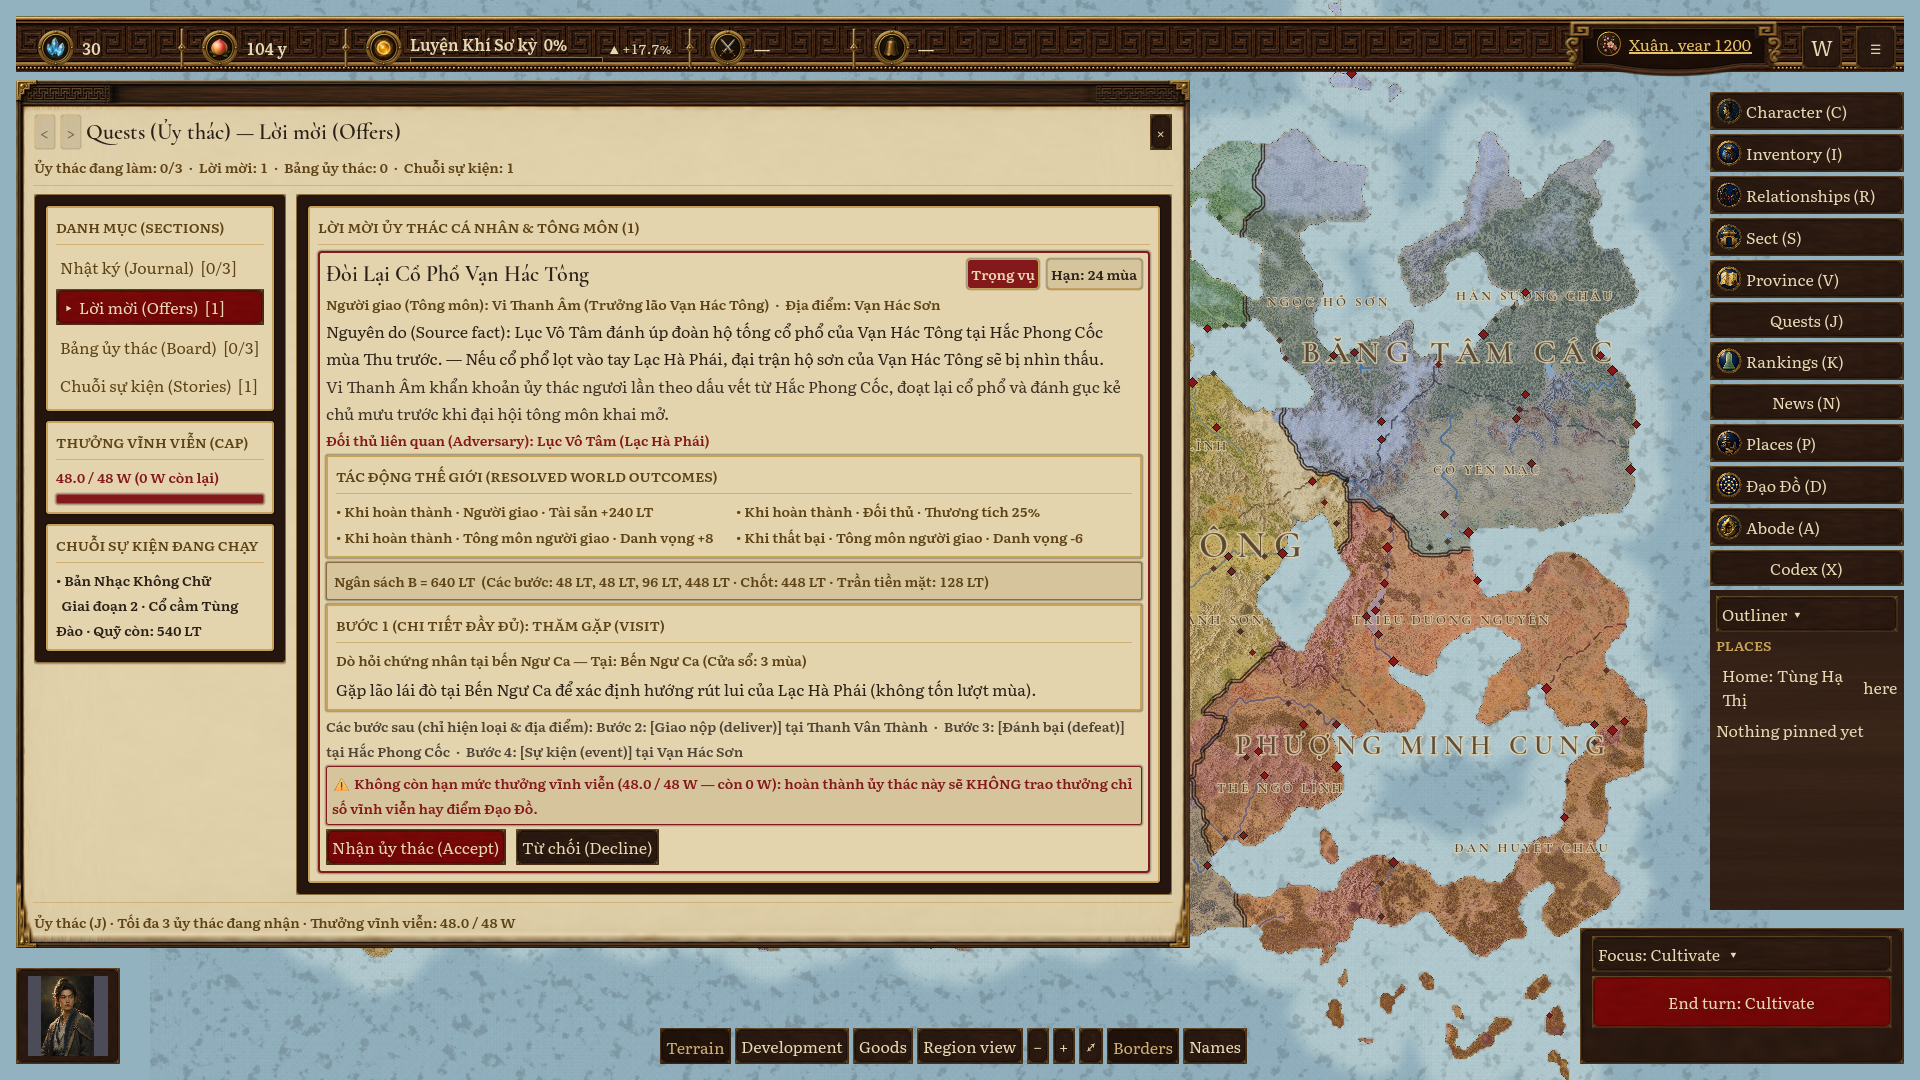 30
104 y
Luyện Khí Sơ kỳ 0%
▲ +17.7%
—
—
Xuân, year 1200
W
☰
< > Quests (Ủy thác) — Lời mời (Offers)
×
Ủy thác đang làm: 0/3 · Lời mời: 1 · Bảng ủy thác: 0 · Chuỗi sự kiện: 1
DANH MỤC (SECTIONS)
Nhật ký (Journal) [0/3]
▸ Lời mời (Offers) [1]
Bảng ủy thác (Board) [0/3]
Chuỗi sự kiện (Stories) [1]
THƯỞNG VĨNH VIỄN (CAP)
48.0 / 48 W (0 W còn lại)
CHUỖI SỰ KIỆN ĐANG CHẠY
• Bản Nhạc Không Chữ
Giai đoạn 2 · Cổ cầm Tùng
Đào · Quỹ còn: 540 LT
LỜI MỜI ỦY THÁC CÁ NHÂN & TÔNG MÔN (1)
Đòi Lại Cổ Phổ Vạn Hác Tông
Trọng vụ
Hạn: 24 mùa
Người giao (Tông môn): Vi Thanh Âm (Trưởng lão Vạn Hác Tông) · Địa điểm: Vạn Hác Sơn
Nguyên do (Source fact): Lục Vô Tâm đánh úp đoàn hộ tống cổ phổ của Vạn Hác Tông tại Hắc Phong Cốc
mùa Thu trước. — Nếu cổ phổ lọt vào tay Lạc Hà Phái, đại trận hộ sơn của Vạn Hác Tông sẽ bị nhìn thấu.
Vi Thanh Âm khẩn khoản ủy thác ngươi lần theo dấu vết từ Hắc Phong Cốc, đoạt lại cổ phổ và đánh gục kẻ
chủ mưu trước khi đại hội tông môn khai mở.
Đối thủ liên quan (Adversary): Lục Vô Tâm (Lạc Hà Phái)
TÁC ĐỘNG THẾ GIỚI (RESOLVED WORLD OUTCOMES)
• Khi hoàn thành · Người giao · Tài sản +240 LT
• Khi hoàn thành · Đối thủ · Thương tích 25%
• Khi hoàn thành · Tông môn người giao · Danh vọng +8
• Khi thất bại · Tông môn người giao · Danh vọng -6
Ngân sách B = 640 LT (Các bước: 48 LT, 48 LT, 96 LT, 448 LT · Chốt: 448 LT · Trần tiền mặt: 128 LT)
BƯỚC 1 (CHI TIẾT ĐẦY ĐỦ): THĂM GẶP (VISIT)
Dò hỏi chứng nhân tại bến Ngư Ca — Tại: Bến Ngư Ca (Cửa sổ: 3 mùa)
Gặp lão lái đò tại Bến Ngư Ca để xác định hướng rút lui của Lạc Hà Phái (không tốn lượt mùa).
Các bước sau (chỉ hiện loại & địa điểm): Bước 2: [Giao nộp (deliver)] tại Thanh Vân Thành · Bước 3: [Đánh bại (defeat)]
tại Hắc Phong Cốc · Bước 4: [Sự kiện (event)] tại Vạn Hác Sơn
⚠️ Không còn hạn mức thưởng vĩnh viễn (48.0 / 48 W — còn 0 W): hoàn thành ủy thác này sẽ KHÔNG trao thưởng chỉ
số vĩnh viễn hay điểm Đạo Đồ.
Nhận ủy thác (Accept)
Từ chối (Decline)
Ủy thác (J) · Tối đa 3 ủy thác đang nhận · Thưởng vĩnh viễn: 48.0 / 48 W
NGỌC HỒ SƠN
HÀN SƯƠNG CHÂU
BĂNG TÂM CÁC
LĨNH
CỔ YÊN MẠC
ÔNG
ANH SƠN
TRIỀU DƯƠNG NGUYÊN
PHƯỢNG MINH CUNG
THÊ NGÔ LĨNH
ĐAN HUYỆT CHÂU
Character (C)
Inventory (I)
Relationships (R)
Sect (S)
Province (V)
Quests (J)
Rankings (K)
News (N)
Places (P)
Đạo Đồ (D)
Abode (A)
Codex (X)
Outliner ▾
PLACES
Home: Tùng Hạ
Thị
here
Nothing pinned yet
Focus: Cultivate ▾
End turn: Cultivate
Terrain
Development
Goods
Region view
−
+
⤢
Borders
Names